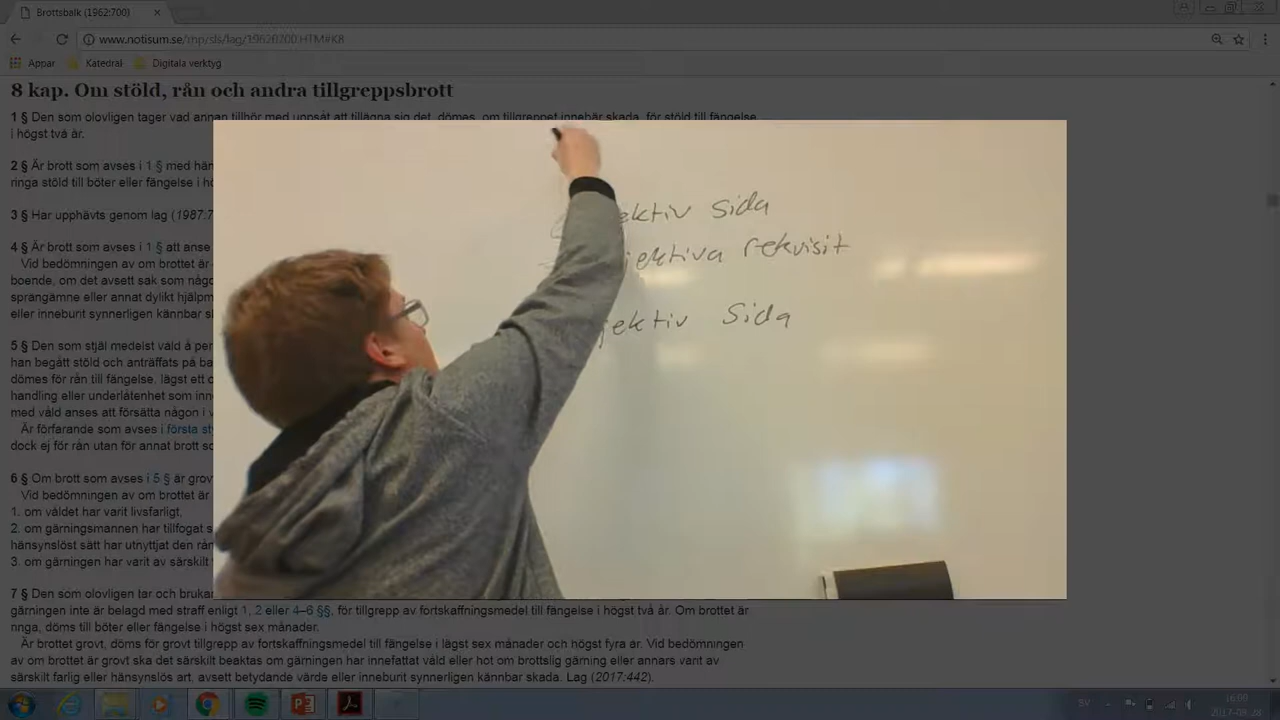 Brottsbalk (1962:700)
www.notisum.se/rnp/sls/lag/19620700.HTM#K8
Appar Katedral Digitala verktyg
8 kap. Om stöld, rån och andra tillgreppsbrott
1 § Den som olovligen tager vad annan tillhör med uppsåt att tillägna sig det, dömes, om tillgreppet innebär skada, för stöld till fängelse
i högst två år.
2 § Är brott som avses i 1 § med hän
ringa stöld till böter eller fängelse i hö
3 § Har upphävts genom lag (1987:7
4 § Är brott som avses i 1 § att anse
Vid bedömningen av om brottet är
boende, om det avsett sak som någo
sprängämne eller annat dylikt hjälpm
eller inneburit synnerligen kännbar sk
5 § Den som stjäl medelst våld å per
han begått stöld och anträffats på ba
dömes för rån till fängelse, lägst ett o
handling eller underlåtenhet som inne
med våld anses att försätta någon i v
Är förfarande som avses i första sty
dock ej för rån utan för annat brott so
6 § Om brott som avses i 5 § är grov
Vid bedömningen av om brottet är
1. om våldet har varit livsfarligt,
2. om gärningsmannen har tillfogat s
hänsynslöst sätt har utnyttjat den rån
3. om gärningen har varit av särskilt
ektiv sida
jektiva rekvisit
jektiv sida
7 § Den som olovligen tar och brukar
gärningen inte är belagd med straff enligt 1, 2 eller 4–6 §§, för tillgrepp av fortskaffningsmedel till fängelse i högst två år. Om brottet är
ringa, döms till böter eller fängelse i högst sex månader.
Är brottet grovt, döms för grovt tillgrepp av fortskaffningsmedel till fängelse i lägst sex månader och högst fyra år. Vid bedömningen
av om brottet är grovt ska det särskilt beaktas om gärningen har innefattat våld eller hot om brottslig gärning eller annars varit av
särskilt farlig eller hänsynslös art, avsett betydande värde eller inneburit synnerligen kännbar skada. Lag (2017:442).
SV
16:09
2017-09-28